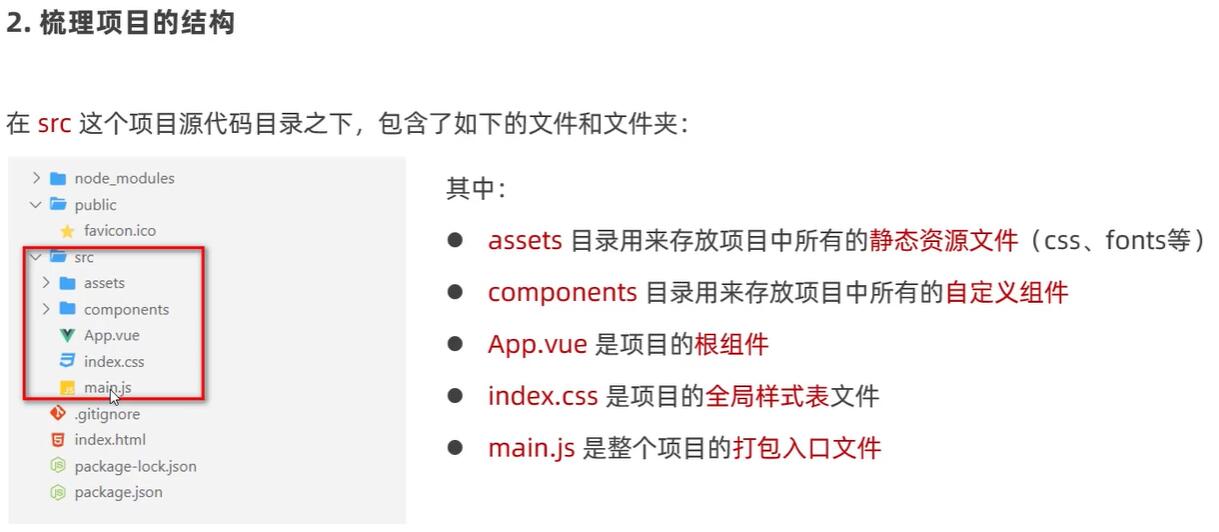 2. 梳理项目的结构
在 src 这个项目源代码目录之下，包含了如下的文件和文件夹：
node_modules
public
favicon.ico
src
assets
components
App.vue
index.css
main.js
.gitignore
index.html
package-lock.json
package.json
其中：
● assets 目录用来存放项目中所有的静态资源文件（css、fonts等）
● components 目录用来存放项目中所有的自定义组件
● App.vue 是项目的根组件
● index.css 是项目的全局样式表文件
● main.js 是整个项目的打包入口文件